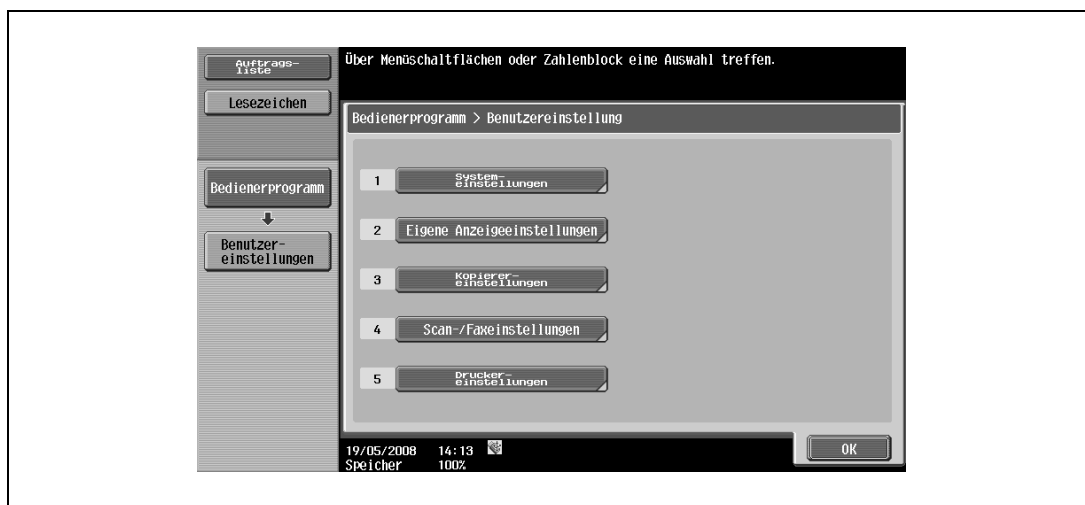 Auftrags-
liste
Lesezeichen
Bedienerprogramm
Benutzer-
einstellungen
Über Menüschaltflächen oder Zahlenblock eine Auswahl treffen.
Bedienerprogramm > Benutzereinstellung
1 System-
einstellungen
2 Eigene Anzeigeeinstellungen
3 Kopierer-
einstellungen
4 Scan-/Faxeinstellungen
5 Drucker-
einstellungen
19/05/2008 14:13
Speicher 100%
OK